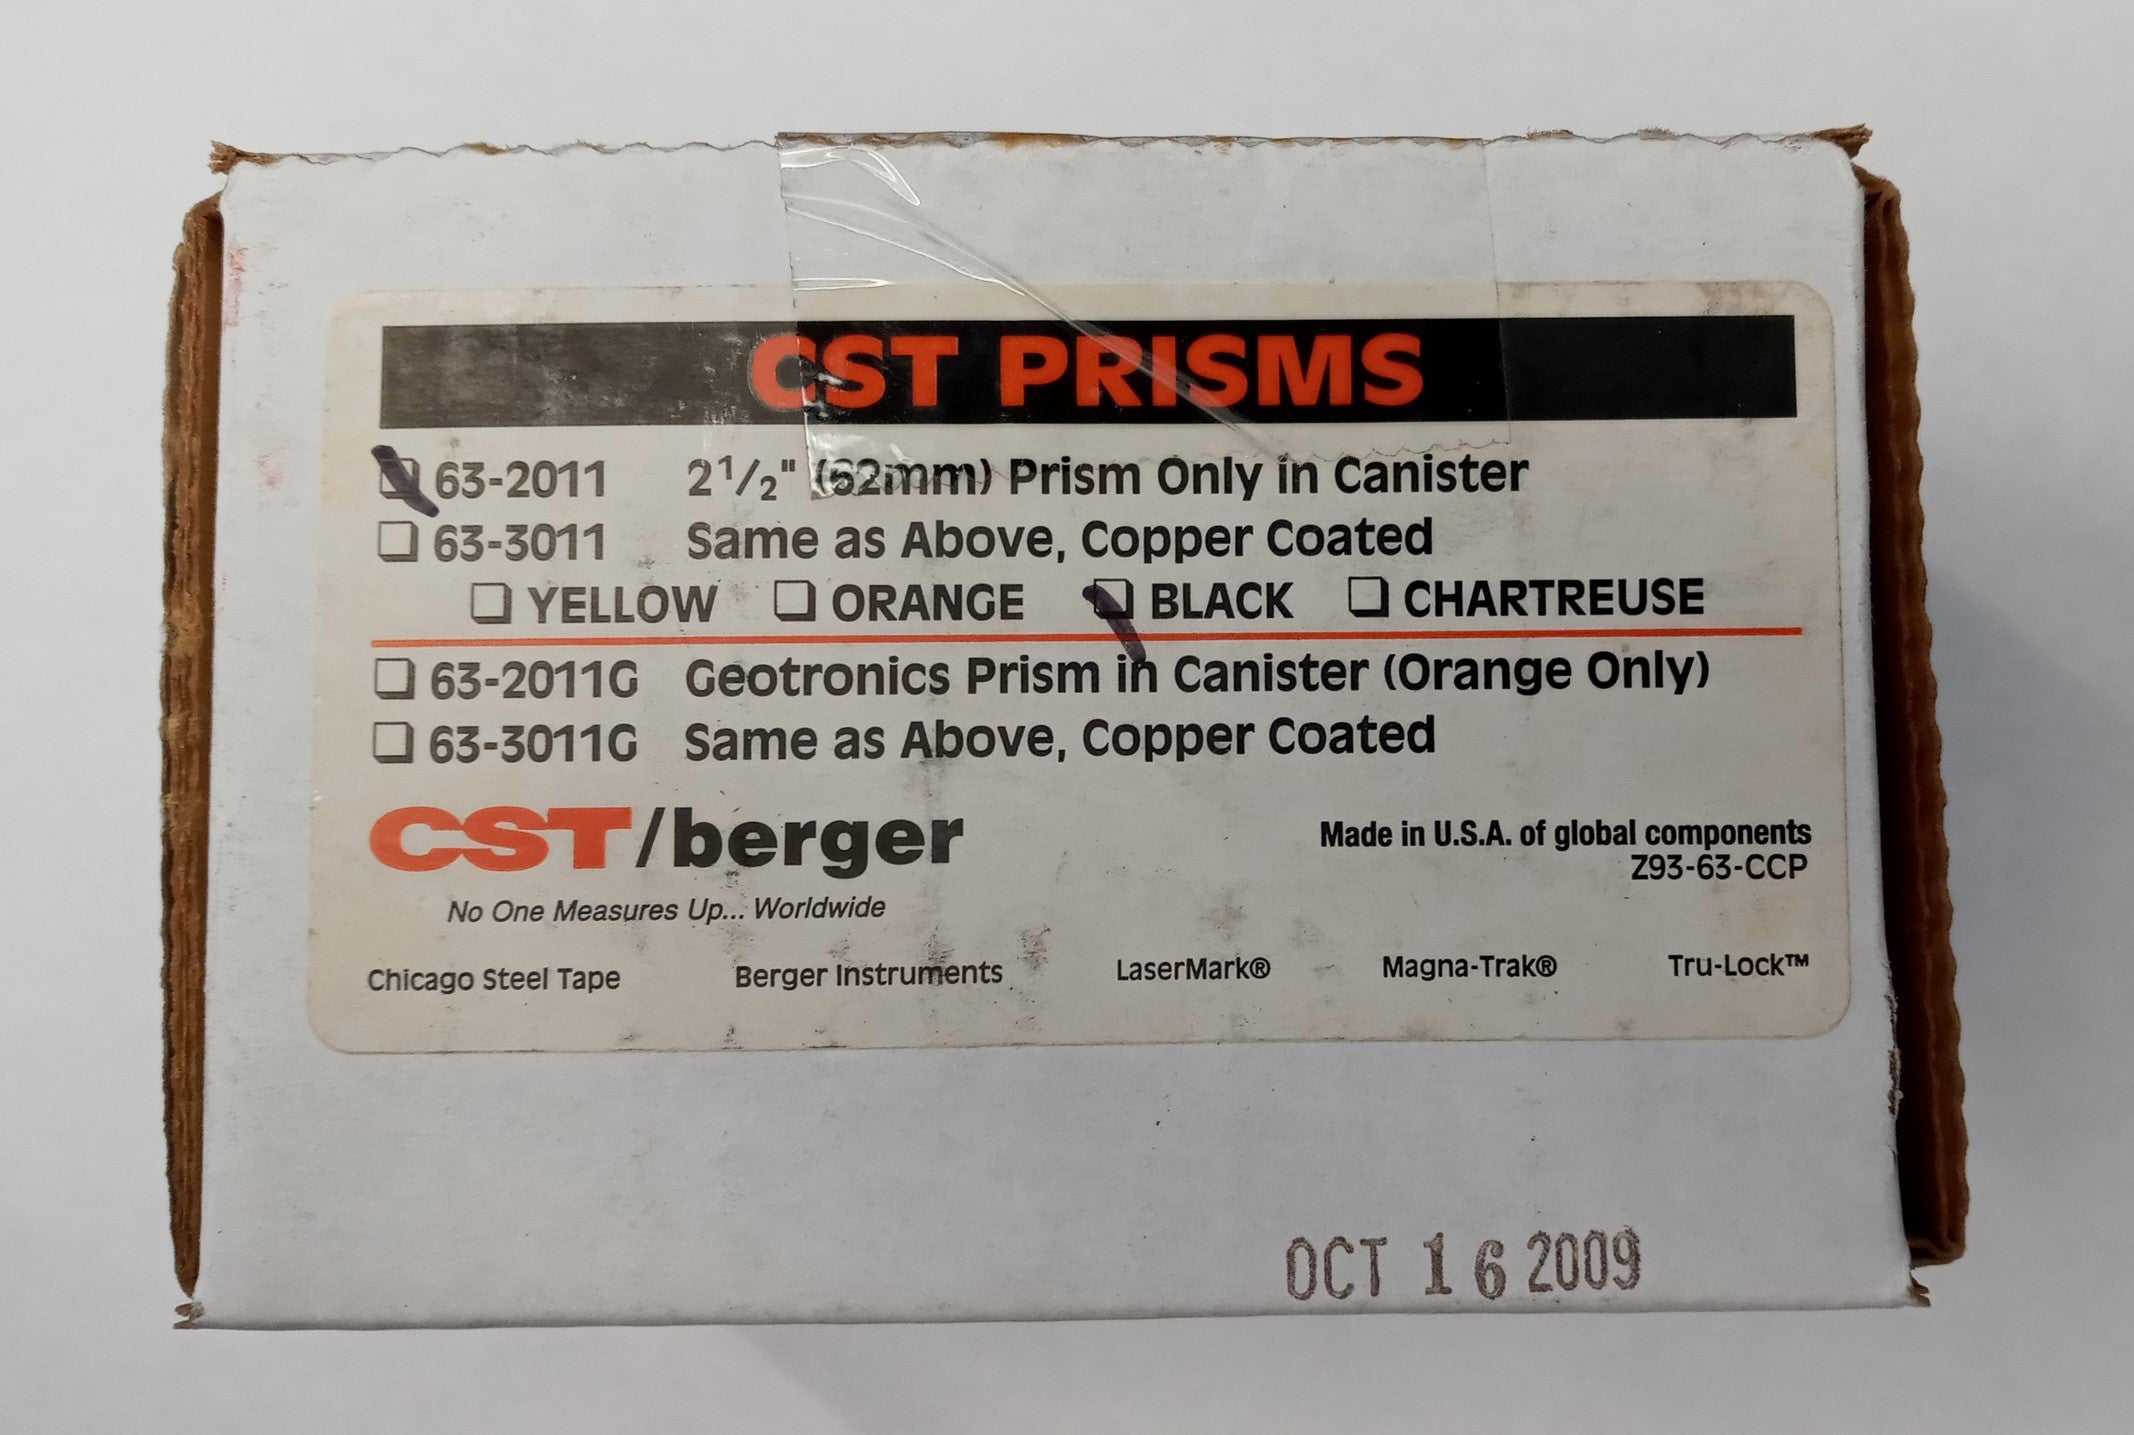 CST PRISMS
63-2011 2 1/2" (62mm) Prism Only in Canister
63-3011 Same as Above, Copper Coated
YELLOW ORANGE BLACK CHARTREUSE
63-2011G Geotronics Prism in Canister (Orange Only)
63-3011G Same as Above, Copper Coated
CST/berger
No One Measures Up... Worldwide
Made in U.S.A. of global components
Z93-63-CCP
Chicago Steel Tape Berger Instruments LaserMark® Magna-Trak® Tru-Lock™
OCT 16 2009